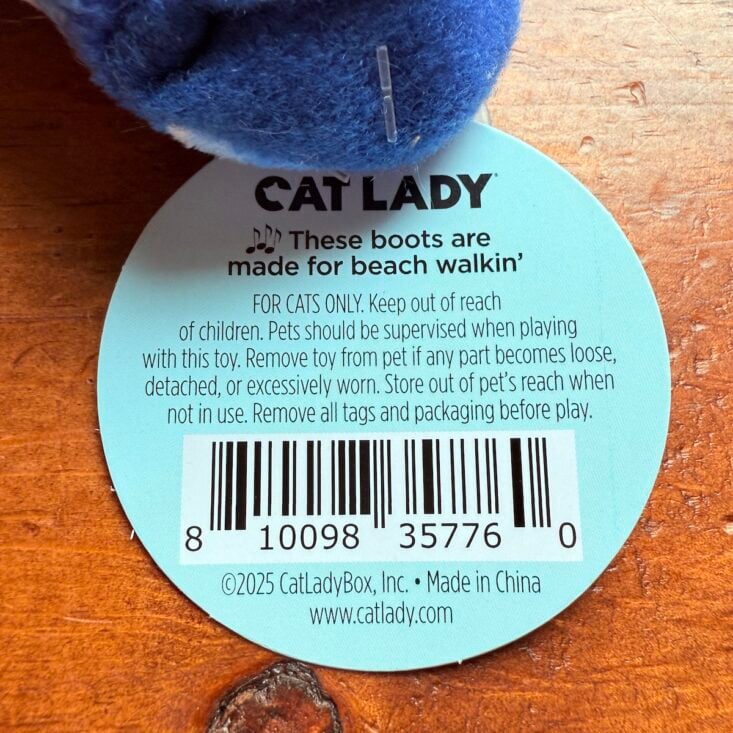 CAT LADY
These boots are
made for beach walkin'
FOR CATS ONLY. Keep out of reach
of children. Pets should be supervised when playing
with this toy. Remove toy from pet if any part becomes loose,
detached, or excessively worn. Store out of pet's reach when
not in use. Remove all tags and packaging before play.
8 10098 35776 0
©2025 CatLadyBox, Inc. • Made in China
www.catlady.com